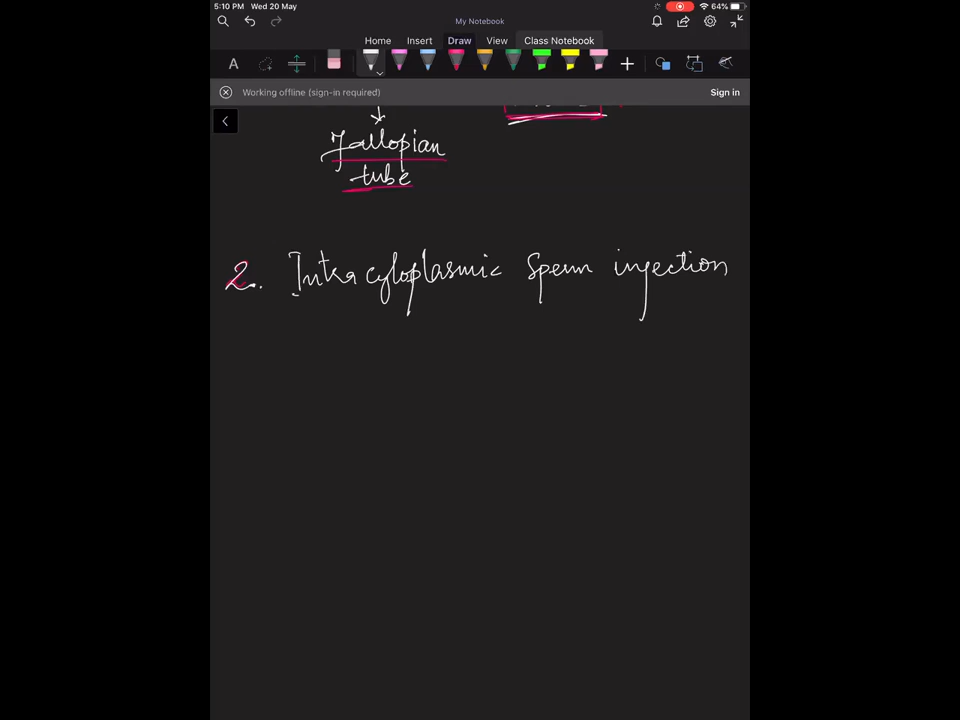 5:10 PM Wed 20 May 64%
My Notebook
Home Insert Draw View Class Notebook
A
Working offline (sign-in required) Sign in
Fallopian
tube
2. Intracytoplasmic Sperm injection